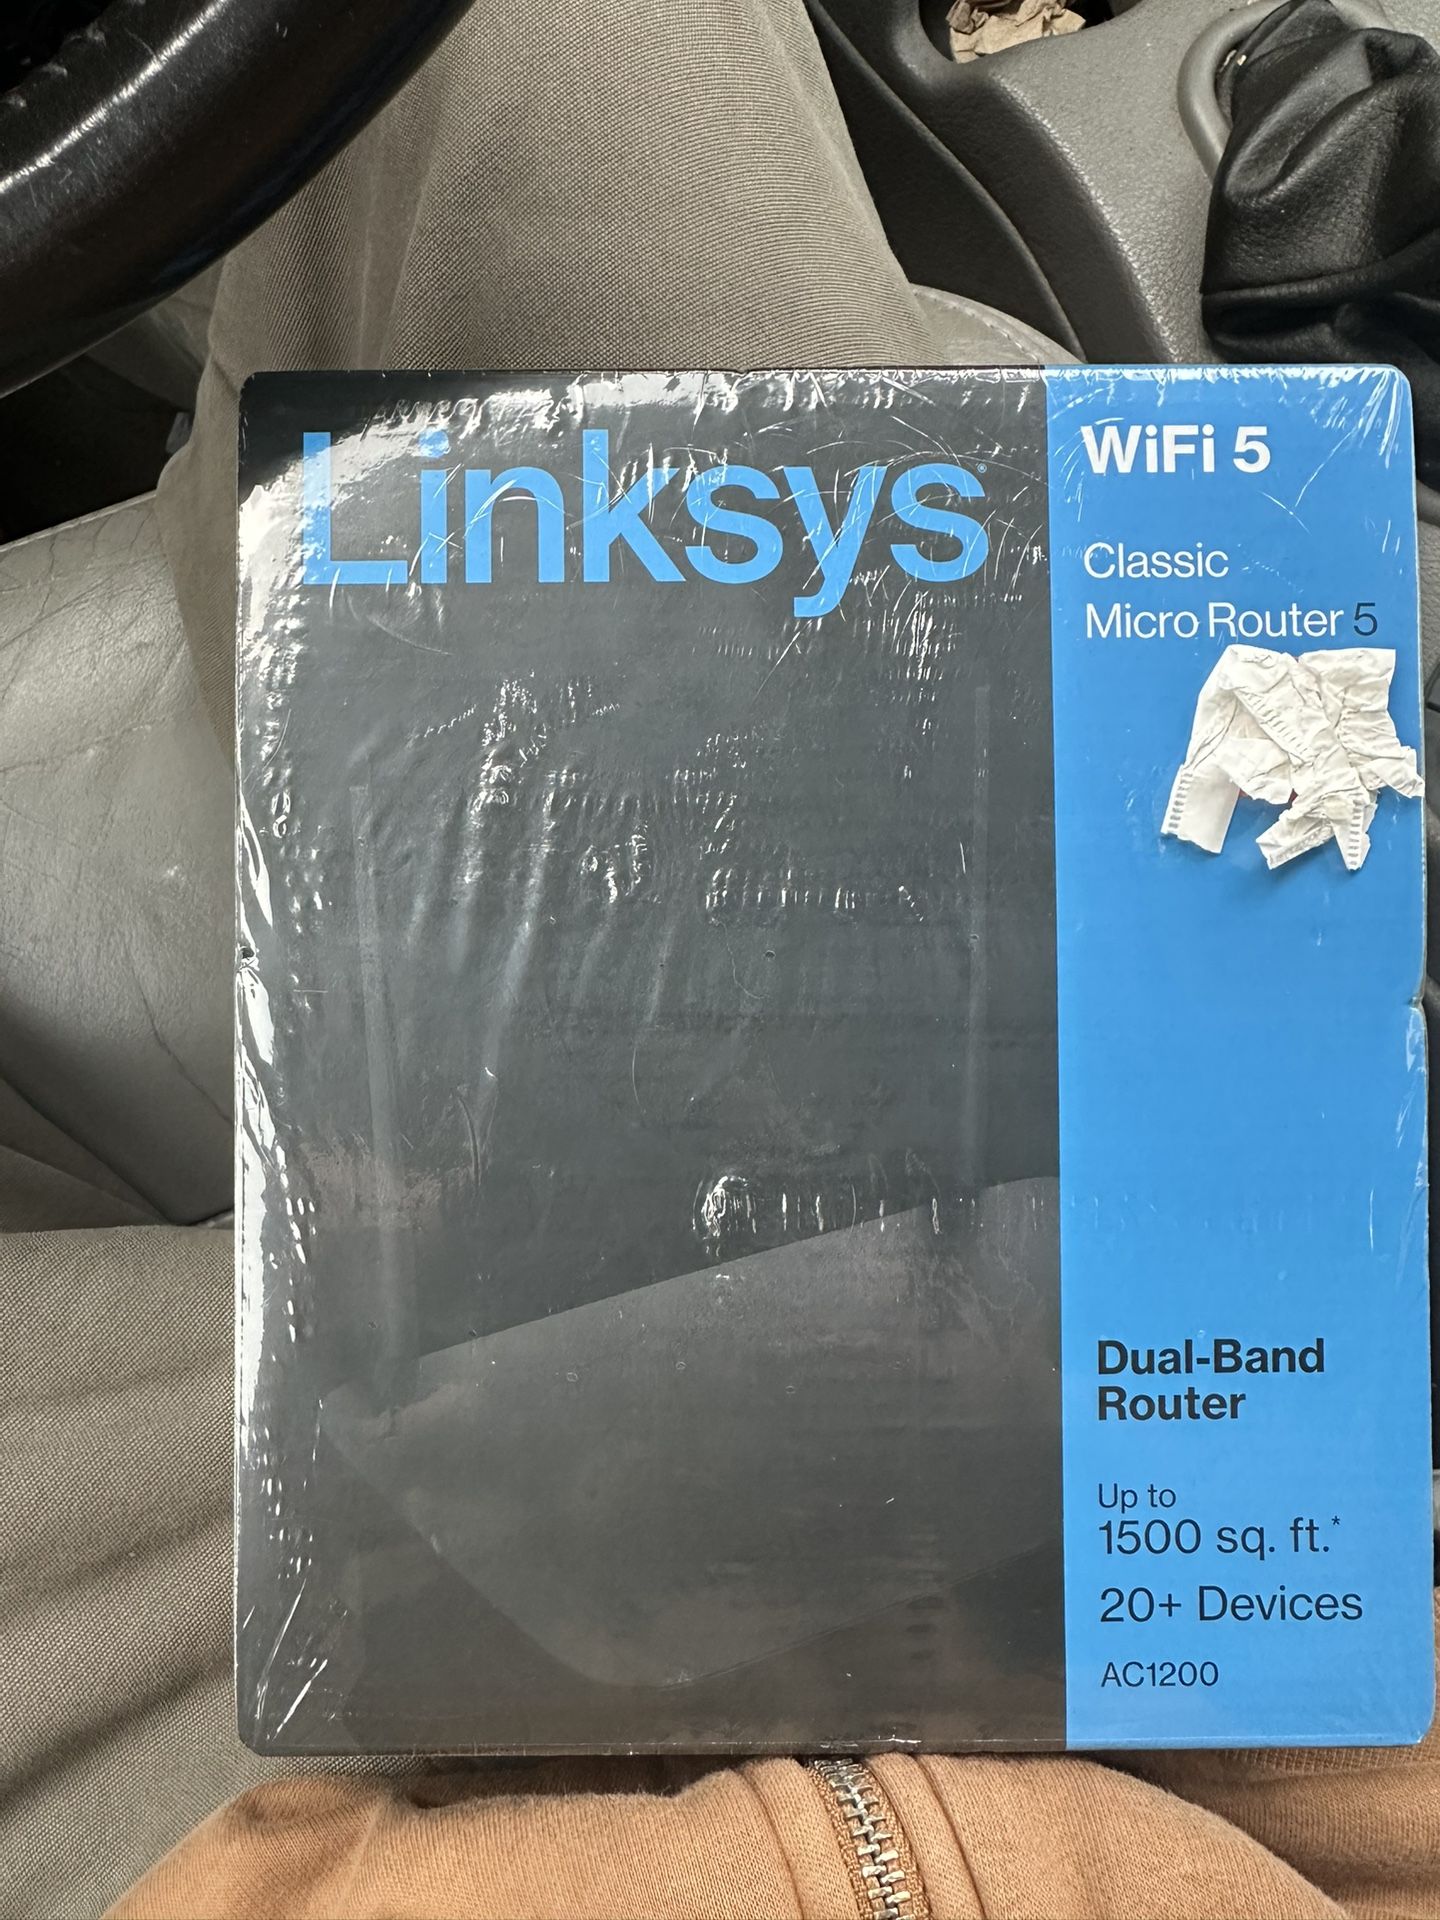 Linksys®
WiFi 5
Classic
Micro Router 5
Dual-Band
Router
Up to
1500 sq. ft.*
20+ Devices
AC1200